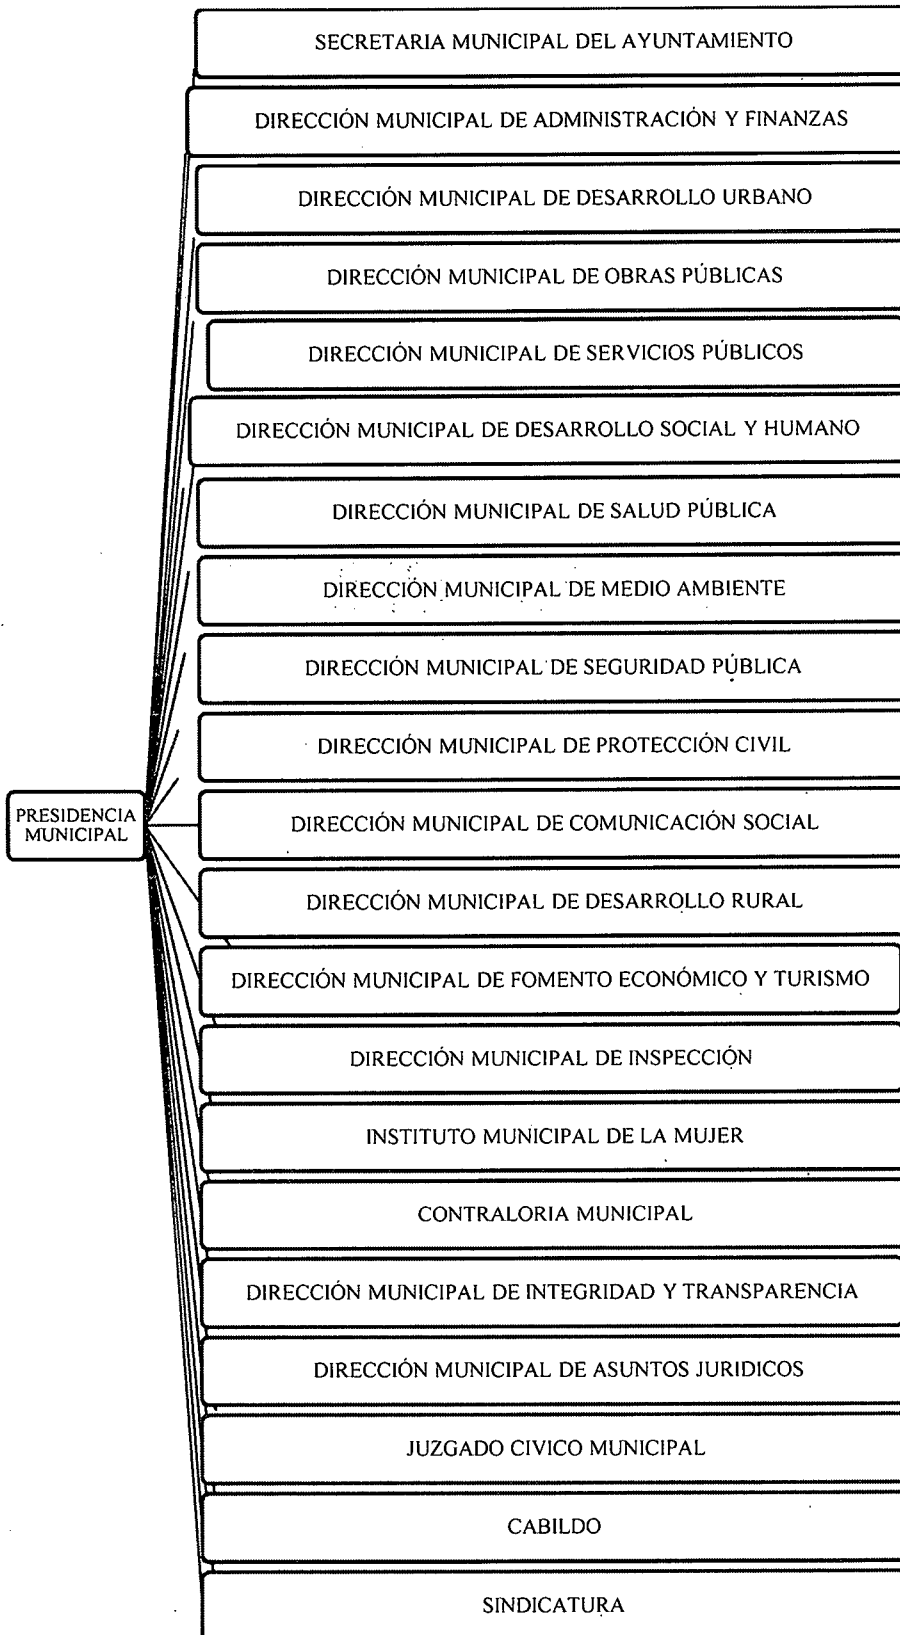 SECRETARIA MUNICIPAL DEL AYUNTAMIENTO
DIRECCIÓN MUNICIPAL DE ADMINISTRACIÓN Y FINANZAS
DIRECCIÓN MUNICIPAL DE DESARROLLO URBANO
DIRECCIÓN MUNICIPAL DE OBRAS PÚBLICAS
DIRECCIÓN MUNICIPAL DE SERVICIOS PÚBLICOS
DIRECCIÓN MUNICIPAL DE DESARROLLO SOCIAL Y HUMANO
DIRECCIÓN MUNICIPAL DE SALUD PÚBLICA
DIRECCIÓN MUNICIPAL DE MEDIO AMBIENTE
DIRECCIÓN MUNICIPAL DE SEGURIDAD PÚBLICA
DIRECCIÓN MUNICIPAL DE PROTECCIÓN CIVIL
PRESIDENCIA
MUNICIPAL
DIRECCIÓN MUNICIPAL DE COMUNICACIÓN SOCIAL
DIRECCIÓN MUNICIPAL DE DESARROLLO RURAL
DIRECCIÓN MUNICIPAL DE FOMENTO ECONÓMICO Y TURISMO
DIRECCIÓN MUNICIPAL DE INSPECCIÓN
INSTITUTO MUNICIPAL DE LA MUJER
CONTRALORIA MUNICIPAL
DIRECCIÓN MUNICIPAL DE INTEGRIDAD Y TRANSPARENCIA
DIRECCIÓN MUNICIPAL DE ASUNTOS JURIDICOS
JUZGADO CIVICO MUNICIPAL
CABILDO
SINDICATURA